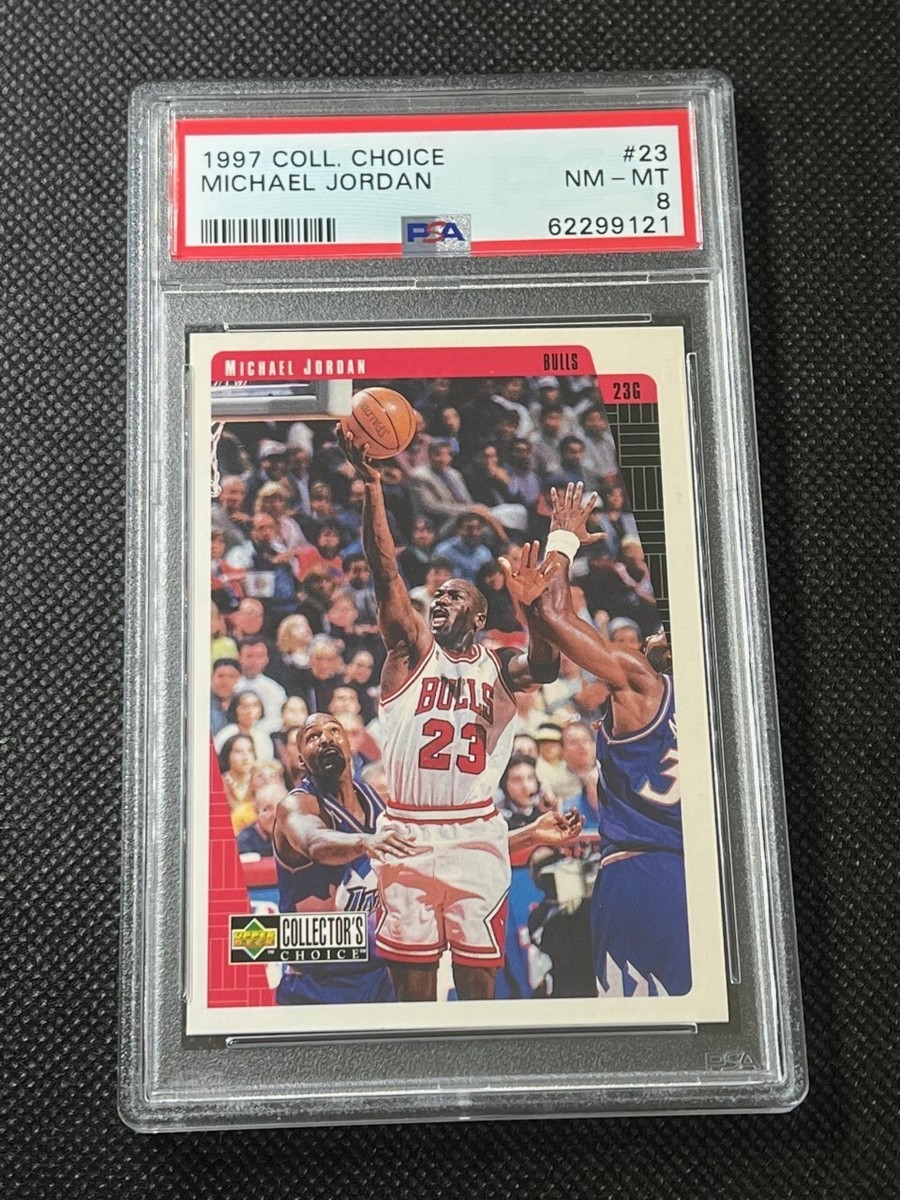 1997 COLL. CHOICE #23
MICHAEL JORDAN NM - MT
8
PSA 62299121
MICHAEL JORDAN BULLS
23G
BULLS
23
3
UPPER DECK
COLLECTOR'S
CHOICE
PSA